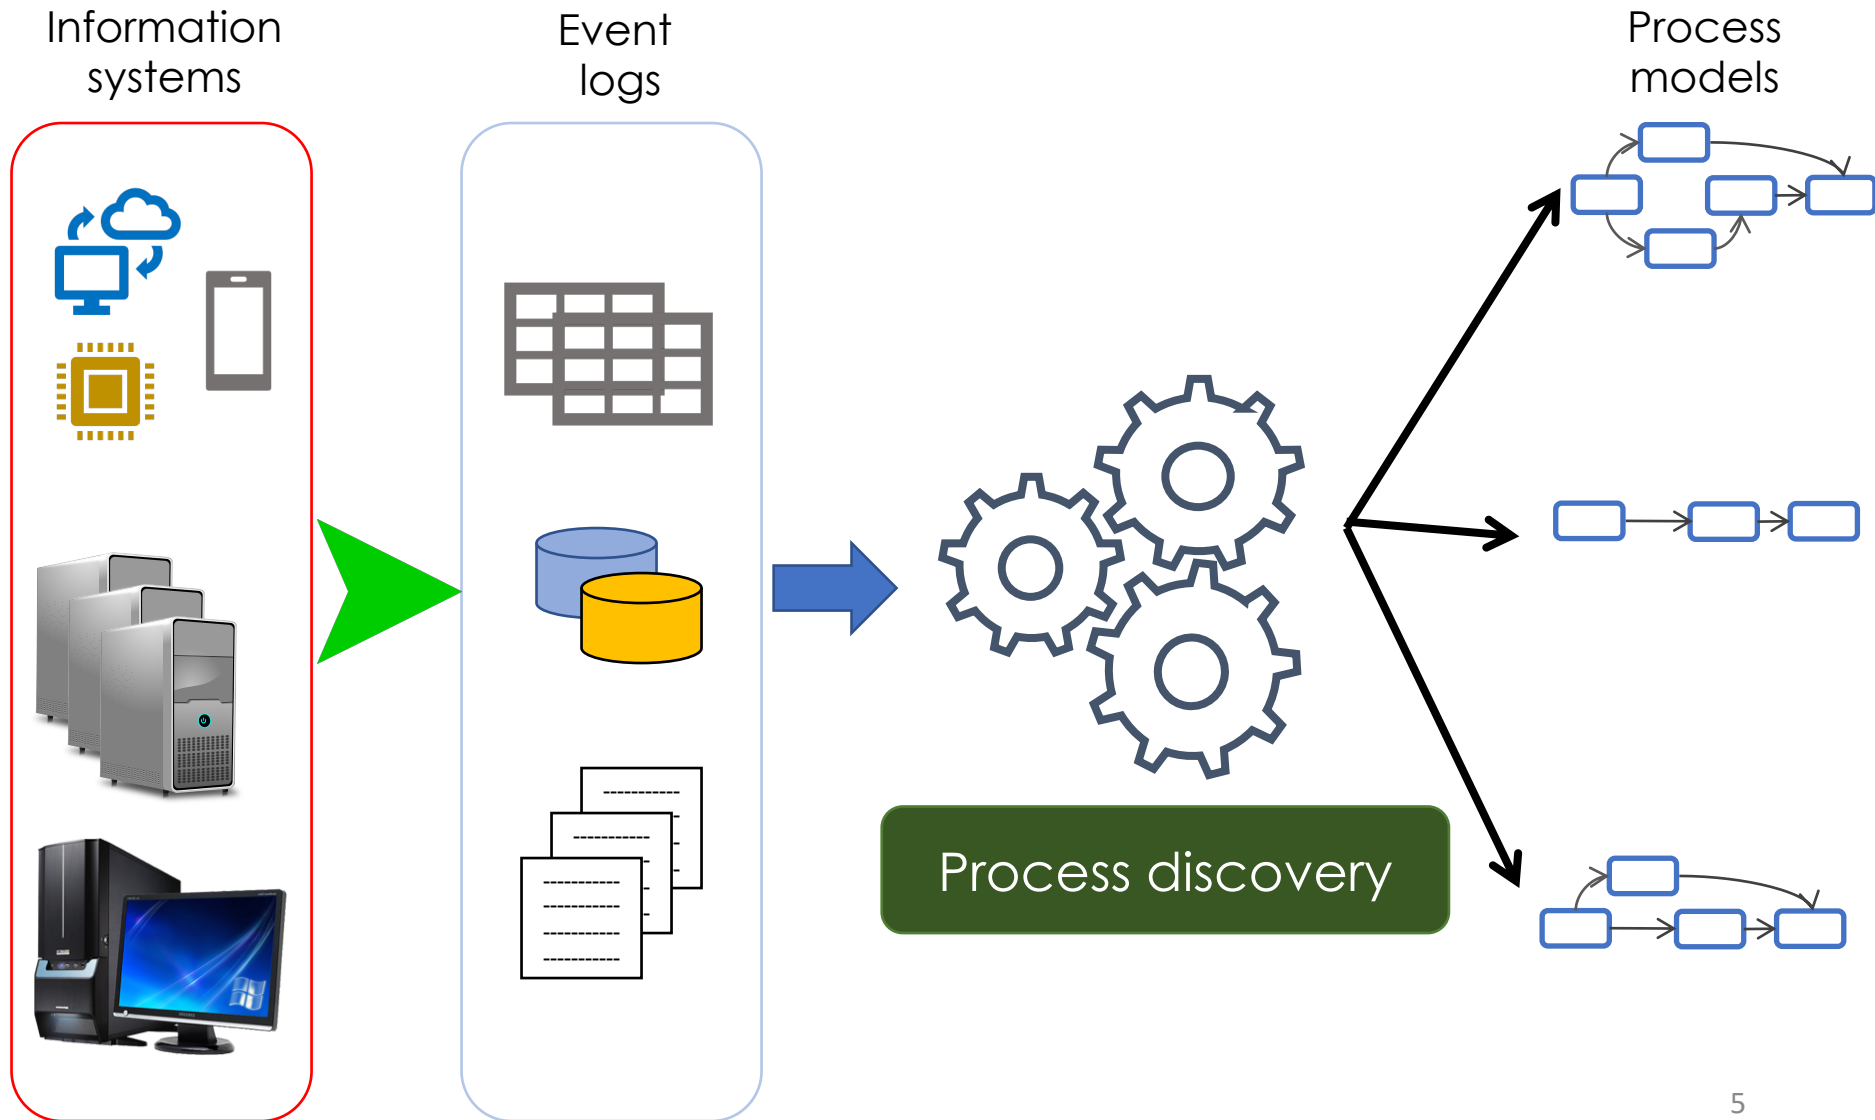 Information
systems
Event
logs
Process
models
Process discovery
5